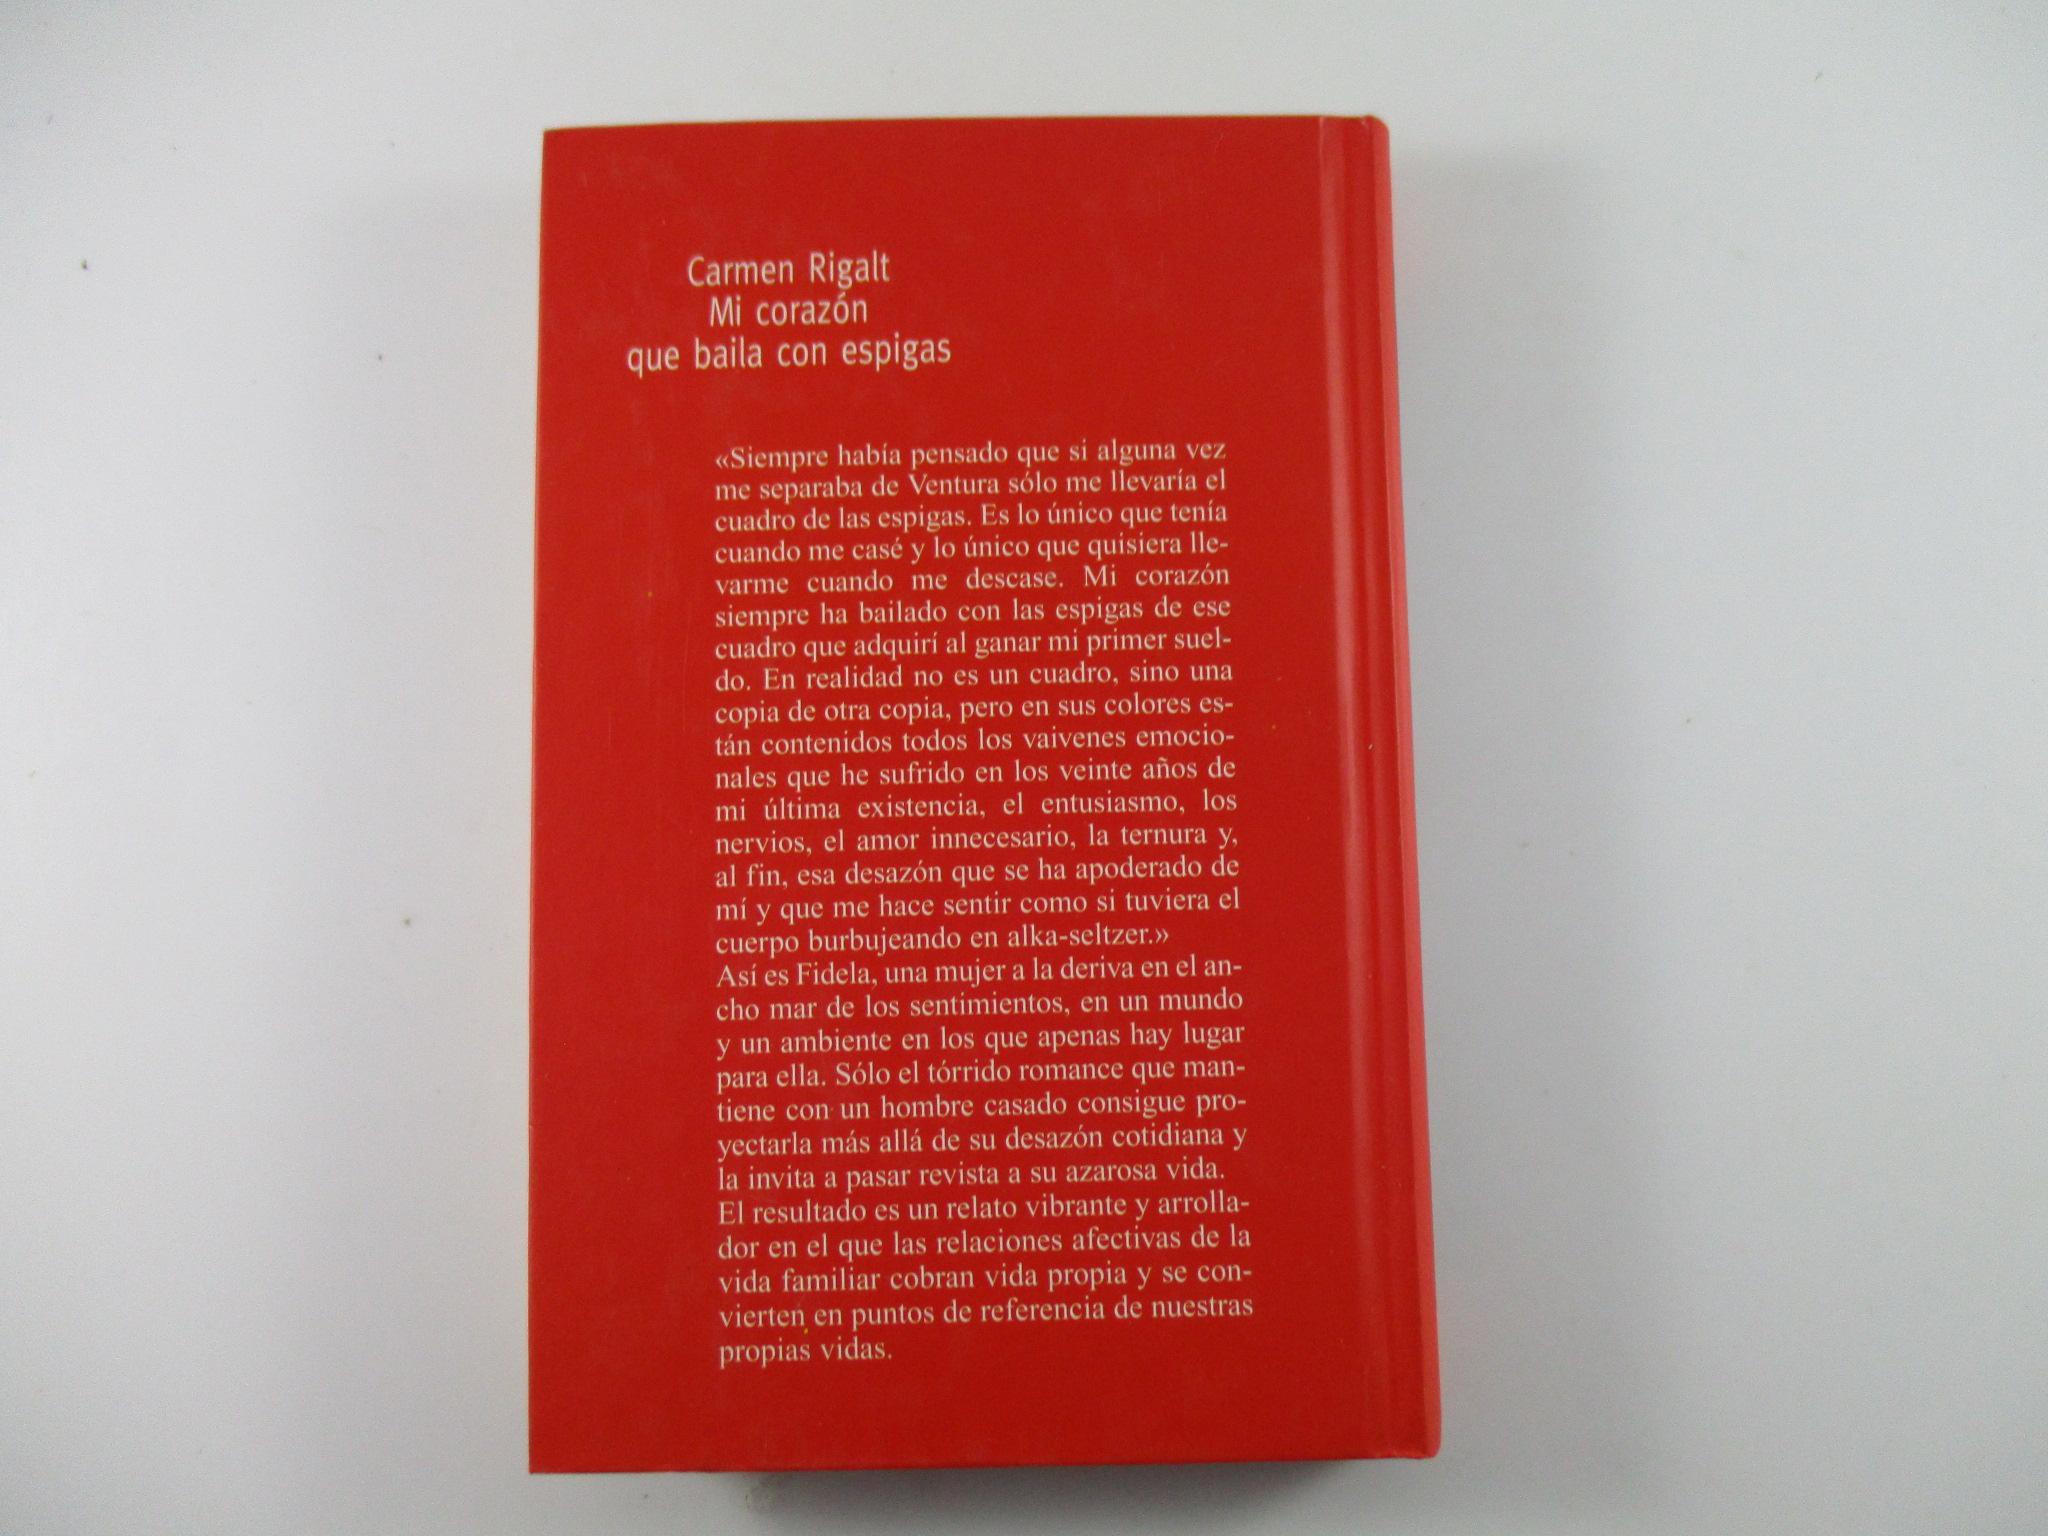 Carmen Rigalt
Mi corazón
que baila con espigas
«Siempre había pensado que si alguna vez
me separaba de Ventura sólo me llevaría el
cuadro de las espigas. Es lo único que tenía
cuando me casé y lo único que quisiera lle-
varme cuando me descase. Mi corazón
siempre ha bailado con las espigas de ese
cuadro que adquirí al ganar mi primer suel-
do. En realidad no es un cuadro, sino una
copia de otra copia, pero en sus colores es-
tán contenidos todos los vaivenes emocio-
nales que he sufrido en los veinte años de
mi última existencia, el entusiasmo, los
nervios, el amor innecesario, la ternura y,
al fin, esa desazón que se ha apoderado de
mí y que me hace sentir como si tuviera el
cuerpo burbujeando en alka-seltzer.»
Así es Fidela, una mujer a la deriva en el an-
cho mar de los sentimientos, en un mundo
y un ambiente en los que apenas hay lugar
para ella. Sólo el tórrido romance que man-
tiene con un hombre casado consigue pro-
yectarla más allá de su desazón cotidiana y
la invita a pasar revista a su azarosa vida.
El resultado es un relato vibrante y arrolla-
dor en el que las relaciones afectivas de la
vida familiar cobran vida propia y se con-
vierten en puntos de referencia de nuestras
propias vidas.